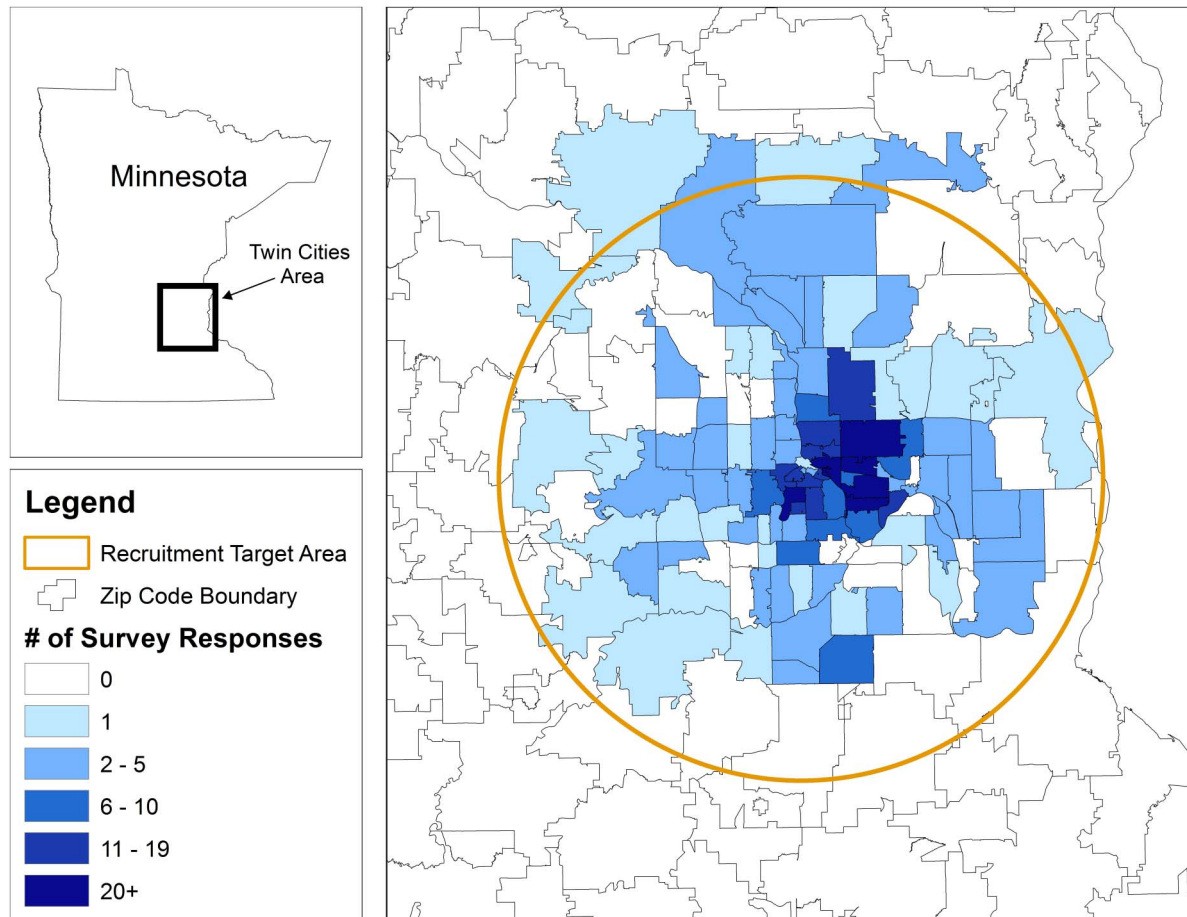 Minnesota
Twin Cities
Area
Legend
Recruitment Target Area
Zip Code Boundary
# of Survey Responses
0
1
2 - 5
6 - 10
11 - 19
20+